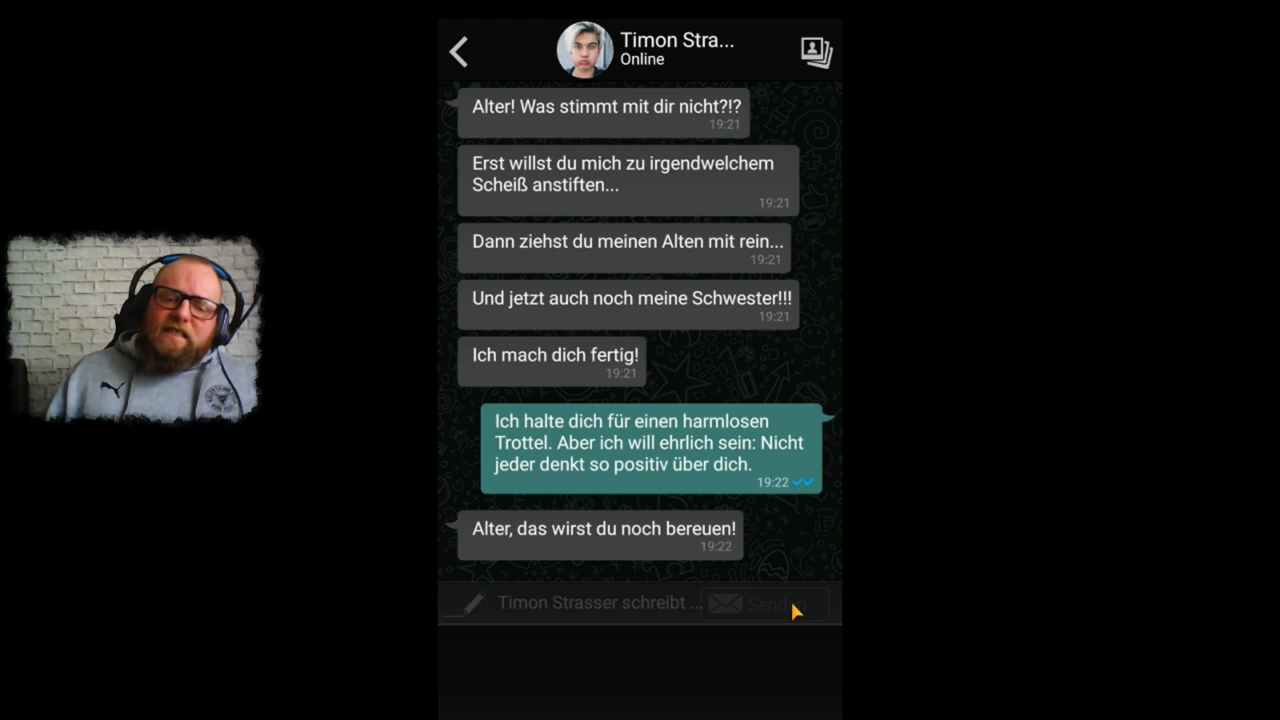 Timon Stra...
Online
Alter! Was stimmt mit dir nicht?!?
19:21
Erst willst du mich zu irgendwelchem
Scheiß anstiften...
19:21
Dann ziehst du meinen Alten mit rein...
19:21
Und jetzt auch noch meine Schwester!!!
19:21
Ich mach dich fertig!
19:21
Ich halte dich für einen harmlosen
Trottel. Aber ich will ehrlich sein: Nicht
jeder denkt so positiv über dich.
19:22
Alter, das wirst du noch bereuen!
19:22
Timon Strasser schreibt ...
Senden